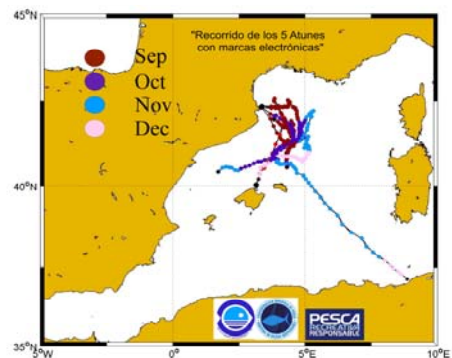 45°N
"Recorrido de los 5 Atunes
con marcas electrónicas"
Sep
Oct
Nov
Dec
40°N
35°N
5°W
0°
5°E
10°E
PESCA
RECREATIVA
RESPONSABLE